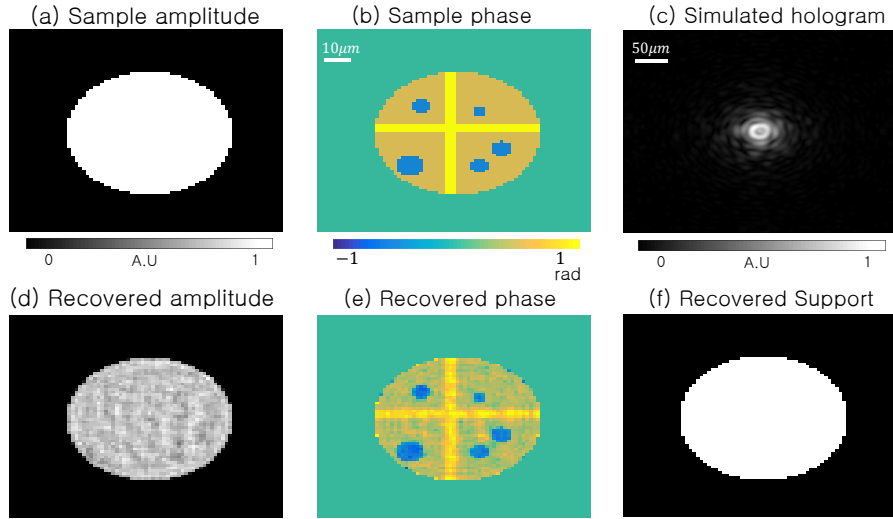 (a) Sample amplitude
(b) Sample phase
(c) Simulated hologram
10μm
50μm
0 A.U 1
−1 1
rad
0 A.U 1
(d) Recovered amplitude
(e) Recovered phase
(f) Recovered Support